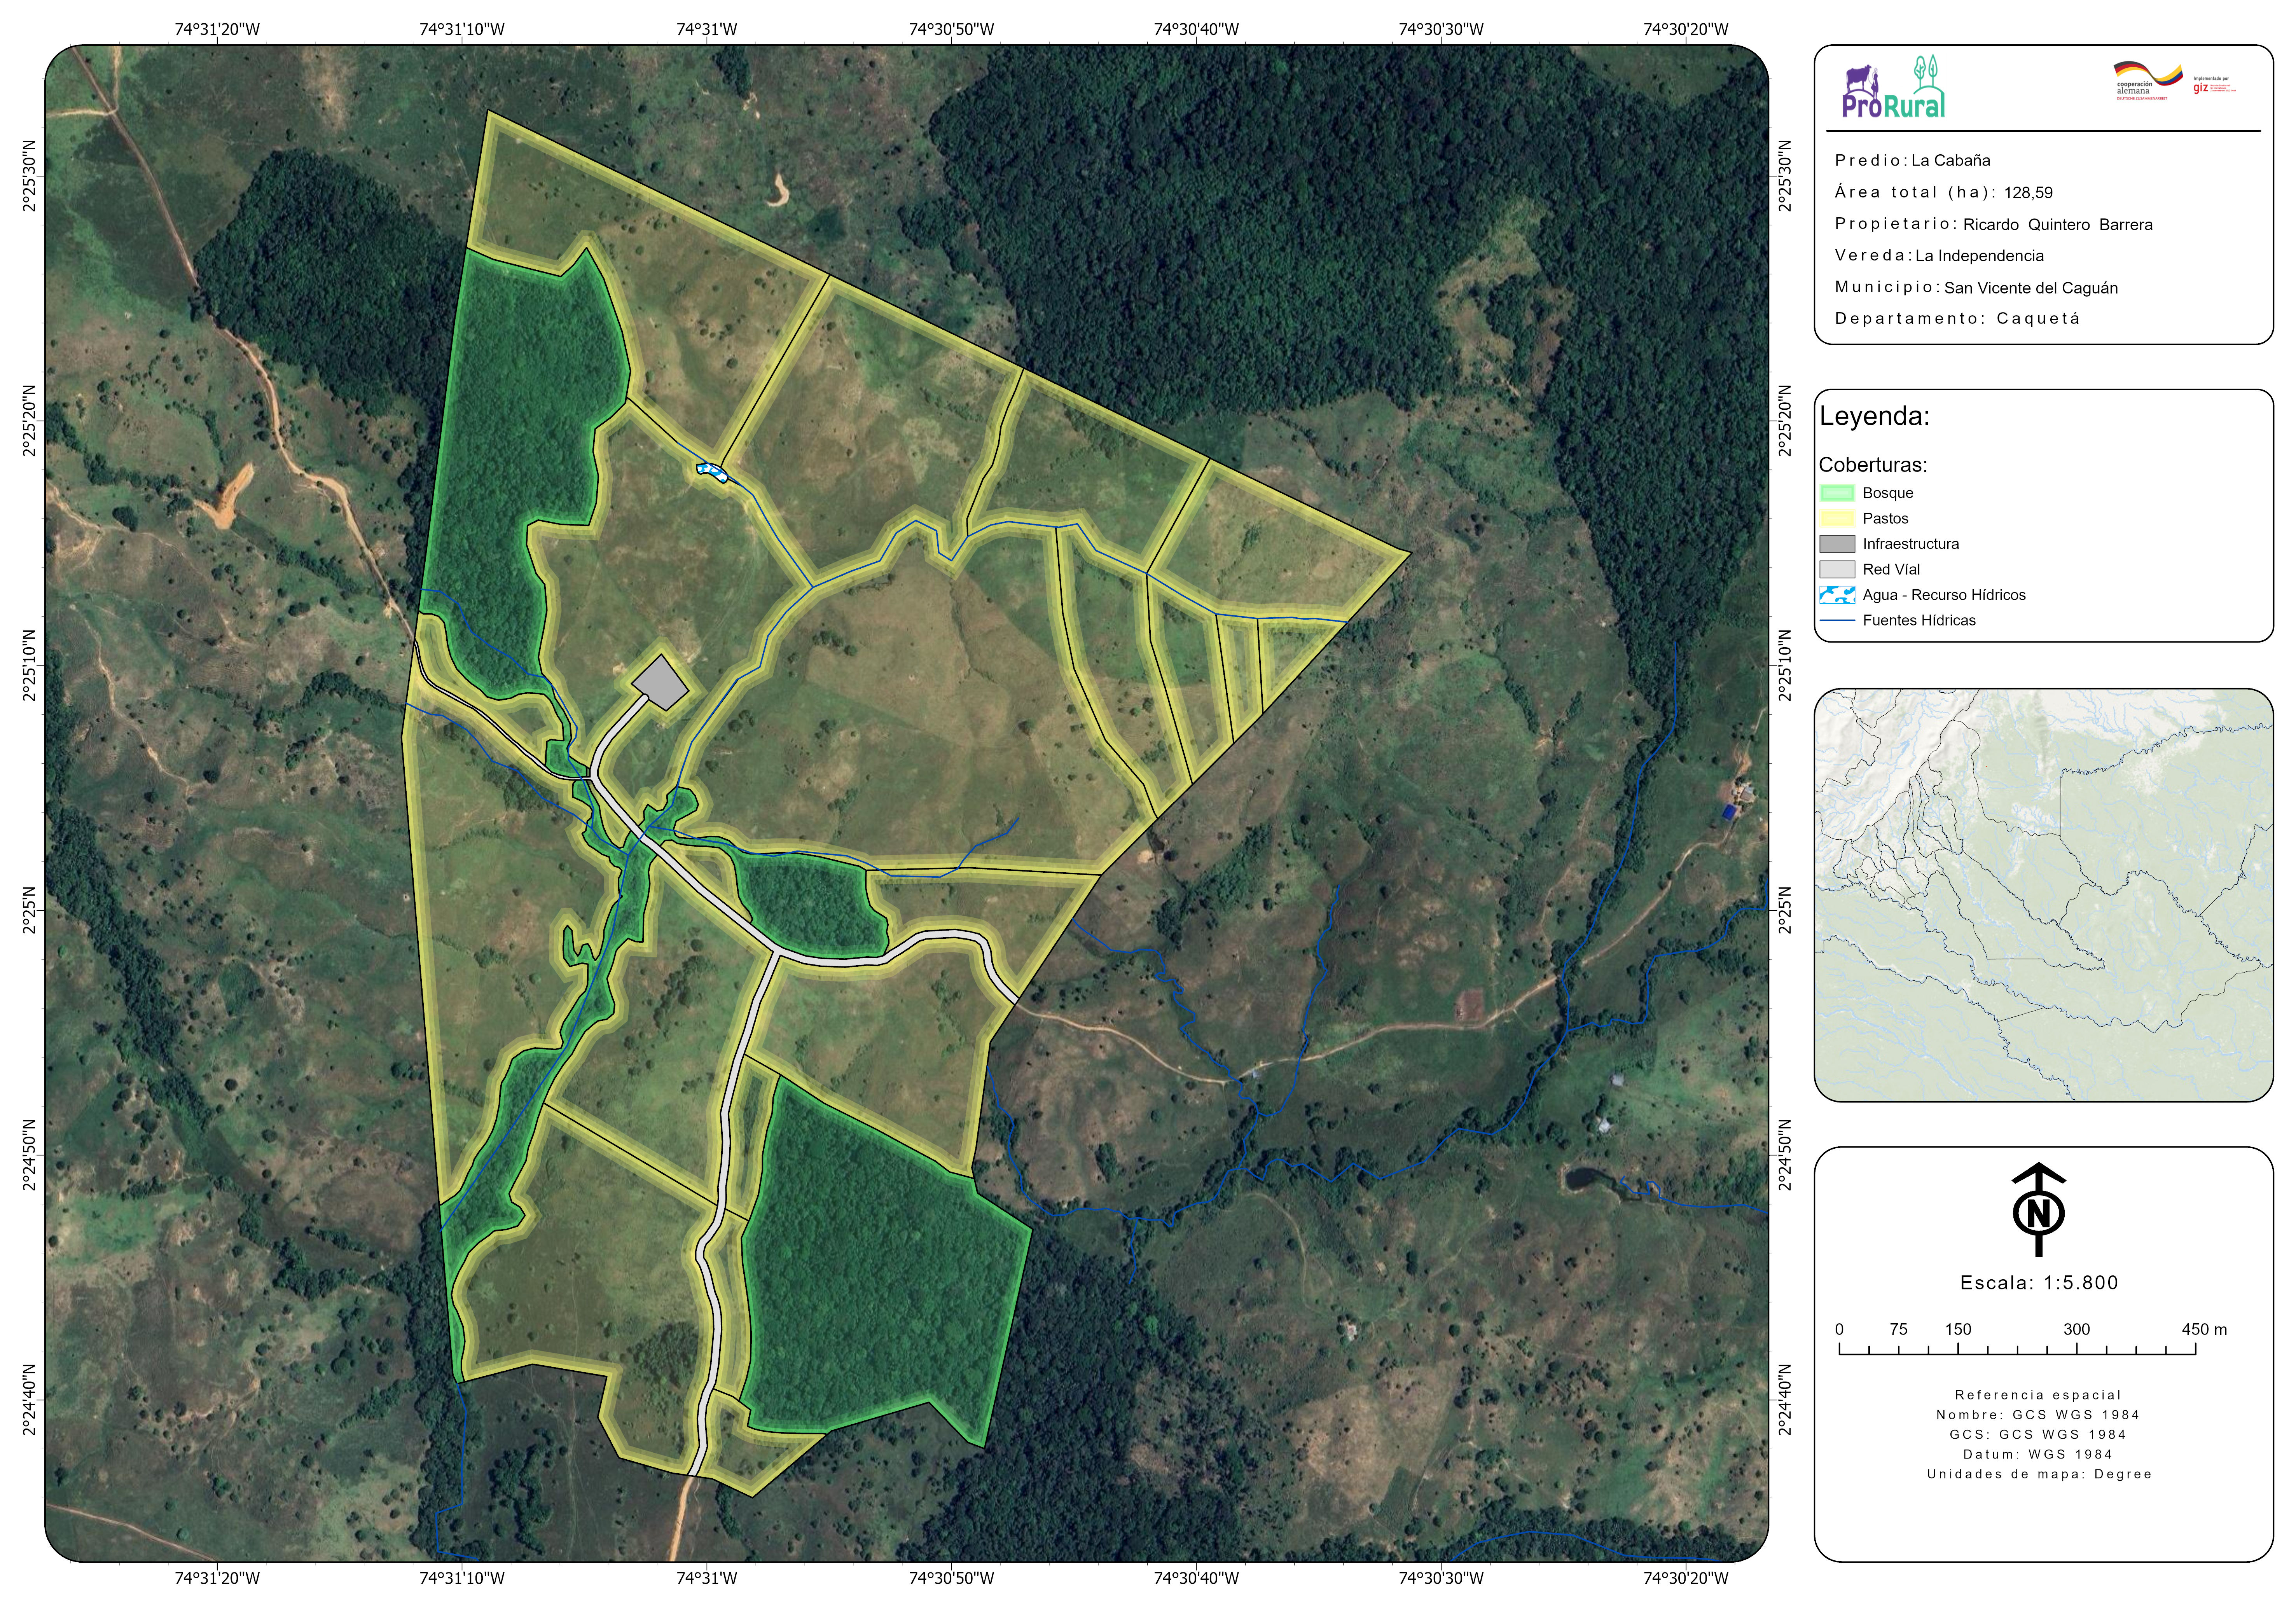 74°31'20"W 74°31'10"W 74°31'W 74°30'50"W 74°30'40"W 74°30'30"W 74°30'20"W
2°25'30"N
2°25'20"N
2°25'10"N
2°25'N
2°24'50"N
2°24'40"N
2°25'30"N
2°25'20"N
2°25'10"N
2°25'N
2°24'50"N
2°24'40"N
74°31'20"W 74°31'10"W 74°31'W 74°30'50"W 74°30'40"W 74°30'30"W 74°30'20"W
ProRural
cooperación
alemana
DEUTSCHE ZUSAMMENARBEIT
Implementada por
giz
Predio: La Cabaña
Área total (ha): 128,59
Propietario: Ricardo Quintero Barrera
Vereda: La Independencia
Municipio: San Vicente del Caguán
Departamento: Caquetá
Leyenda:
Coberturas:
Bosque
Pastos
Infraestructura
Red Víal
Agua - Recurso Hídricos
Fuentes Hídricas
N
Escala: 1:5.800
0 75 150 300 450 m
Referencia espacial
Nombre: GCS WGS 1984
GCS: GCS WGS 1984
Datum: WGS 1984
Unidades de mapa: Degree